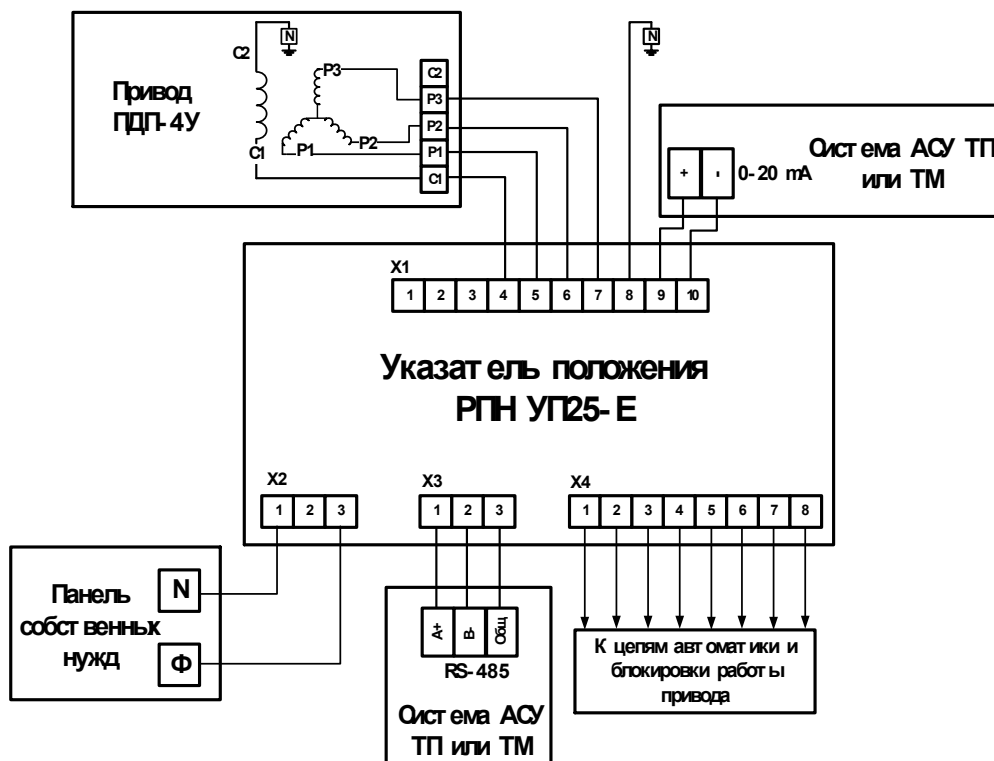 N
N
C2
P3
C2
P3
P2
P1
C1
Привод
ПДП-4У
P2
P1
C1
Система АСУ ТП
или ТМ
+ -
0-20 mA
X1
1 2 3 4 5 6 7 8 9 10
Указатель положения
РПН УП25-Е
X2
1 2 3
X3
1 2 3
X4
1 2 3 4 5 6 7 8
Панель
собственных
нужд
N
Ф
A+ B- Общ
RS-485
Система АСУ
ТП или ТМ
К цепям автоматики и
блокировки работы
привода